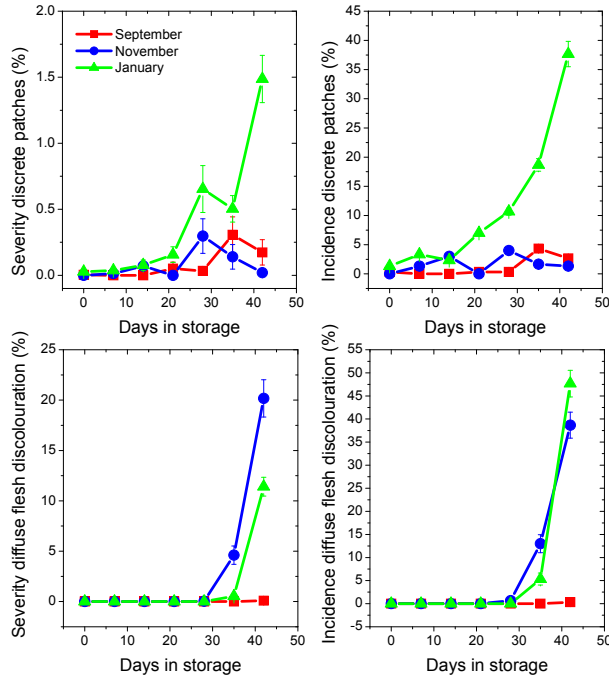 Severity discrete patches (%)
2.0
1.5
1.0
0.5
0.0
September
November
January
0 10 20 30 40 50
Days in storage
Incidence discrete patches (%)
45
40
35
30
25
20
15
10
5
0
0 10 20 30 40 50
Days in storage
Severity diffuse flesh discolouration (%)
25
20
15
10
5
0
0 10 20 30 40 50
Days in storage
Incidence diffuse flesh discolouration (%)
55
50
45
40
35
30
25
20
15
10
5
0
-5
0 10 20 30 40 50
Days in storage